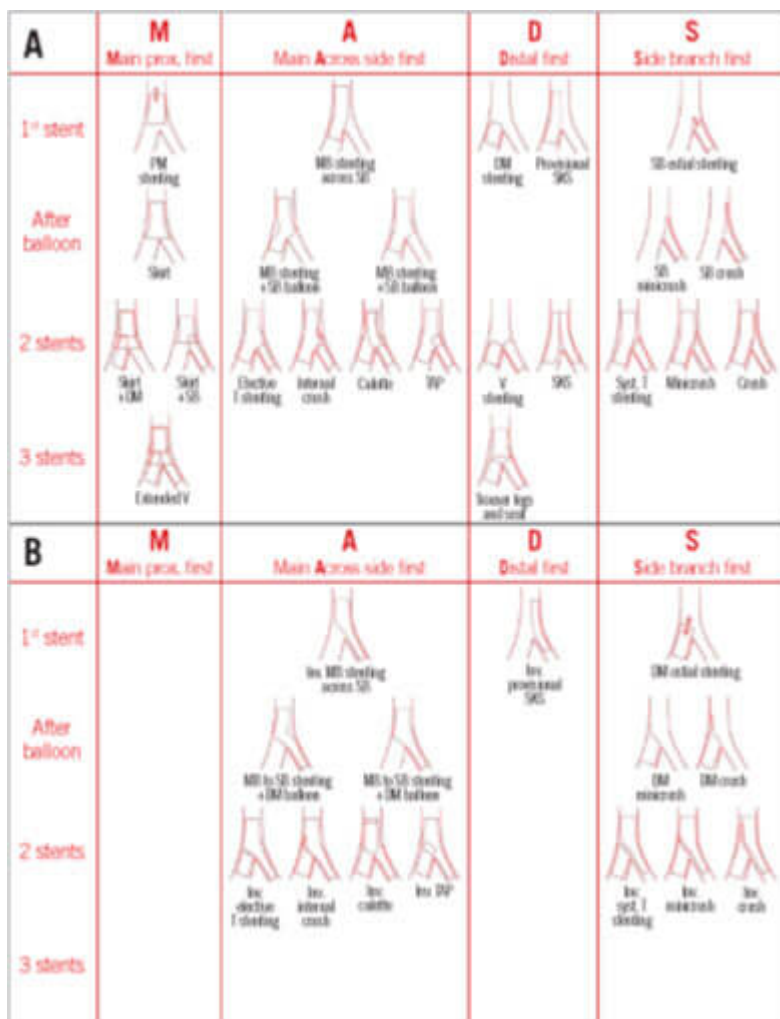 A
M
Main prox. first
A
Main Across side first
D
Distal first
S
Side branch first
1st stent
PM
stenting
MB stenting
across SB
DM
stenting
Provisional
SKS
SB ostial stenting
After
balloon
Skirt
MB stenting
+ SB balloon
MB stenting
+ SB balloon
SB
minicrush
SB crush
2 stents
Skirt
+ DM
Skirt
+ SB
Elective
T stenting
Internal
crush
Culotte
TAP
V
stenting
SKS
Syst. T
stenting
Minicrush
Crush
3 stents
Extended V
Trouser legs
and seat
B
M
Main prox. first
A
Main Across side first
D
Distal first
S
Side branch first
1st stent
Inv. MB stenting
across SB
Inv.
provisional
SKS
DM ostial stenting
After
balloon
MB to SB stenting
+ DM balloon
MB to SB stenting
+ DM balloon
DM
minicrush
DM crush
2 stents
Inv.
elective
T stenting
Inv.
internal
crush
Inv.
culotte
Inv. TAP
Inv.
syst. T
stenting
Inv.
minicrush
Inv.
crush
3 stents